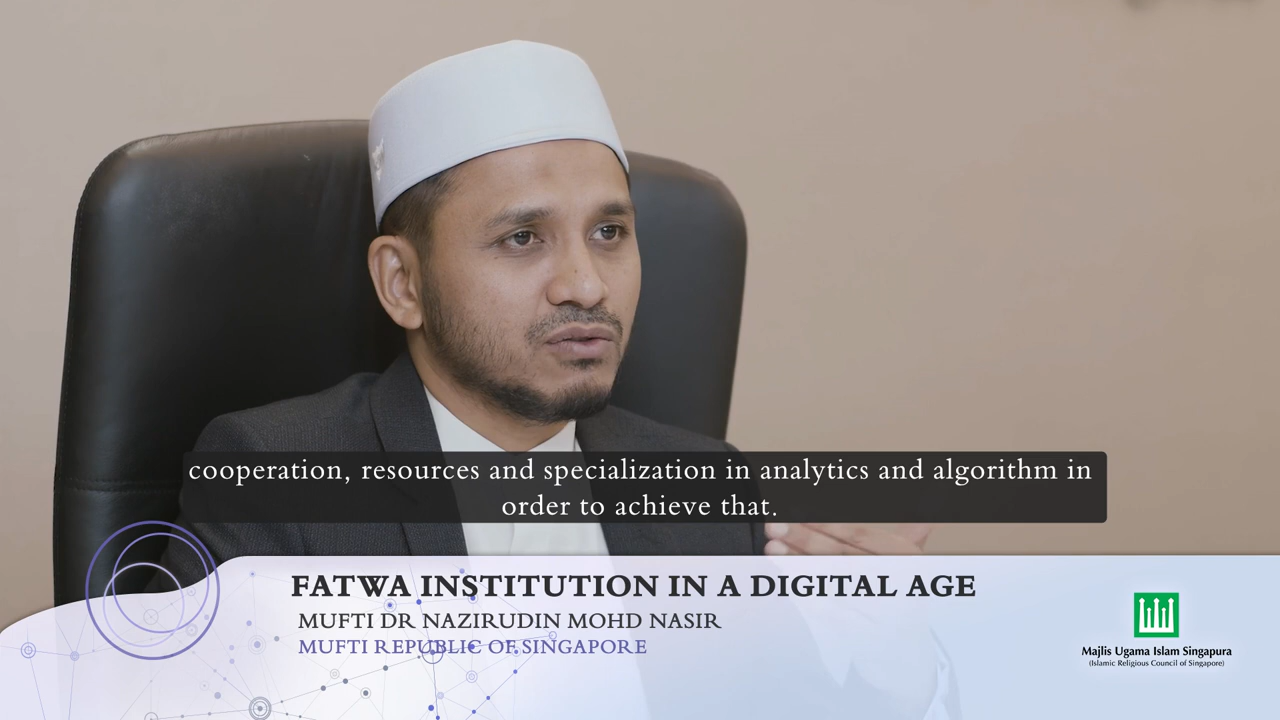 cooperation, resources and specialization in analytics and algorithm in
order to achieve that.
FATWA INSTITUTION IN A DIGITAL AGE
MUFTI DR NAZIRUDIN MOHD NASIR
MUFTI REPUBLIC OF SINGAPORE
Majlis Ugama Islam Singapura
(Islamic Religious Council of Singapore)